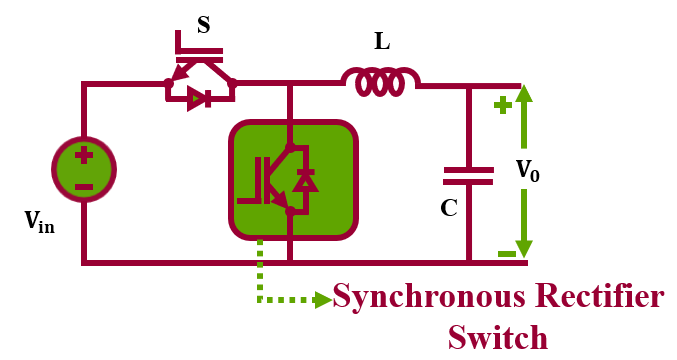 S
L
V₀
C
Vin
Synchronous Rectifier
Switch